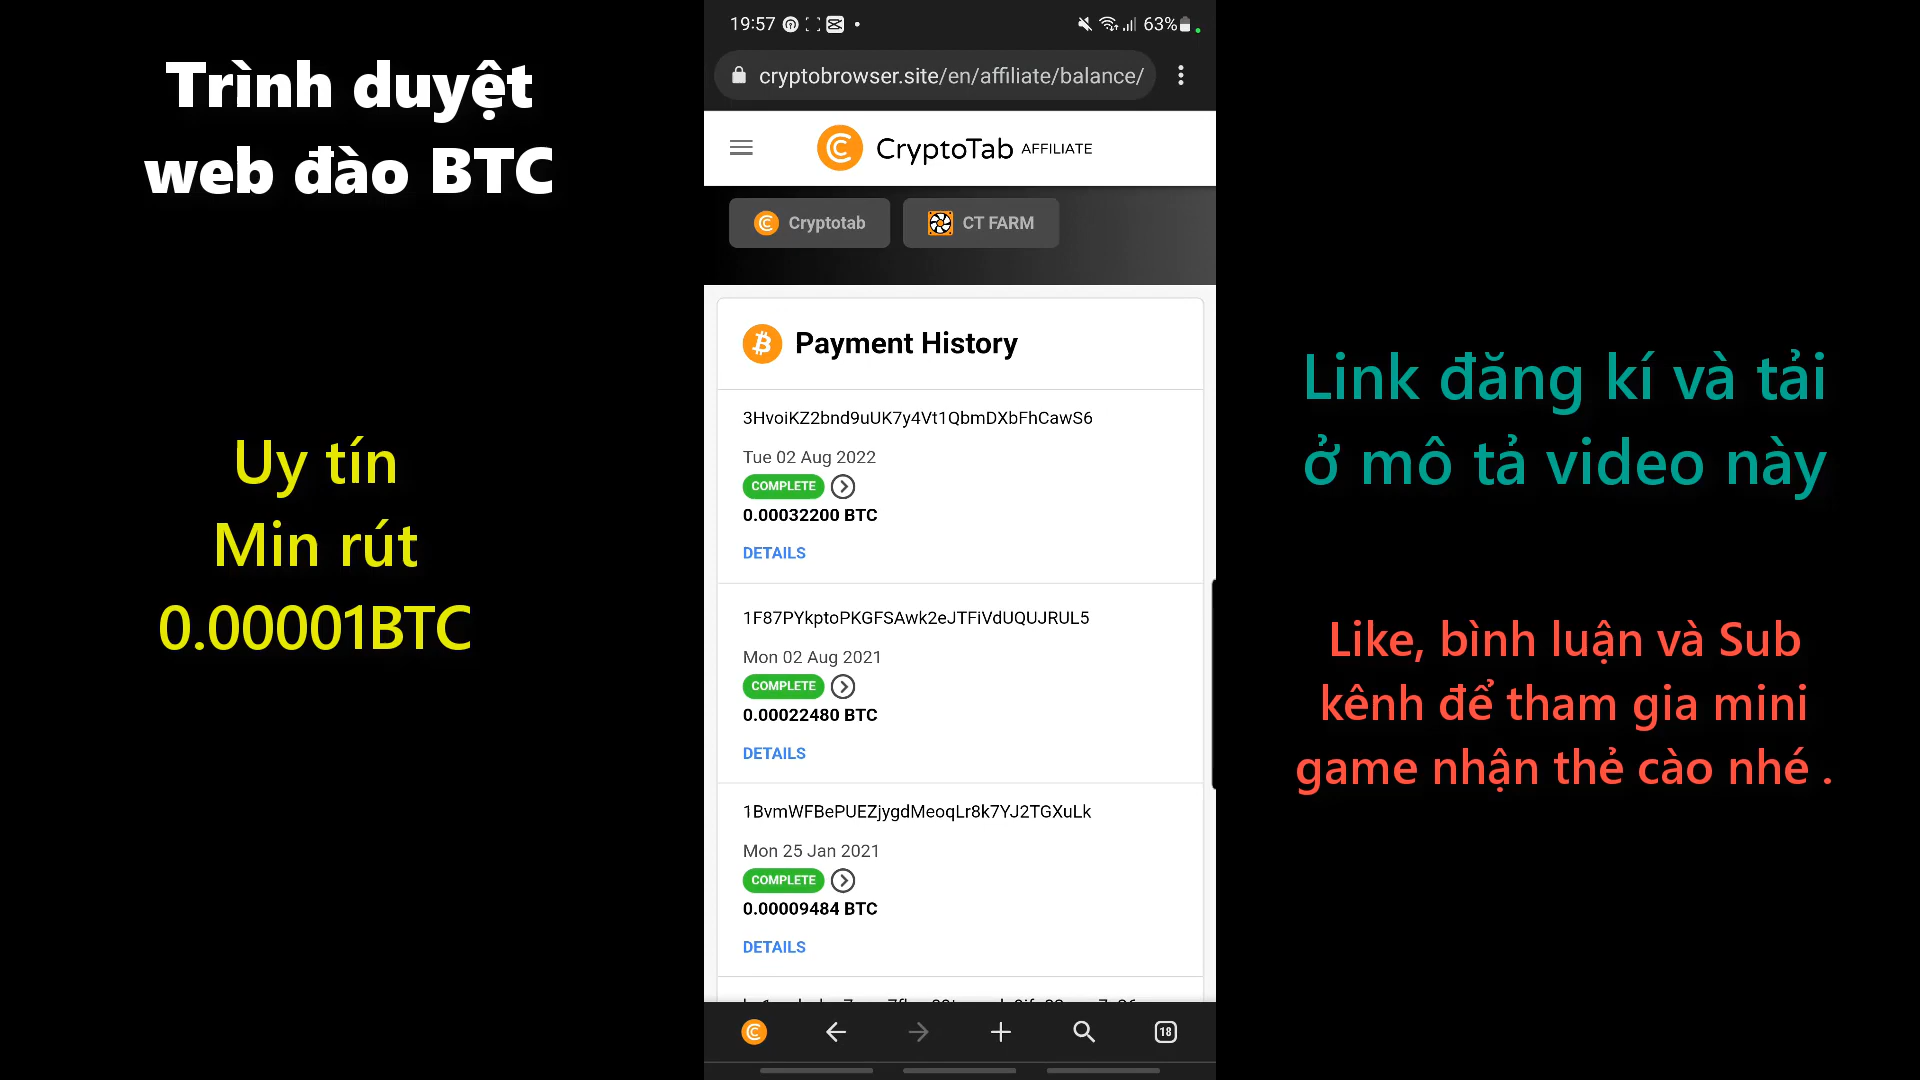 Trình duyệt
web đào BTC
Uy tín
Min rút
0.00001BTC
19:57
63%
cryptobrowser.site/en/affiliate/balance/
CryptoTab AFFILIATE
Cryptotab
CT FARM
Payment History
3HvoiKZ2bnd9uUK7y4Vt1QbmDXbFhCawS6
Tue 02 Aug 2022
COMPLETE
0.00032200 BTC
DETAILS
1F87PYkptoPKGFSAwk2eJTFiVdUQUJRUL5
Mon 02 Aug 2021
COMPLETE
0.00022480 BTC
DETAILS
1BvmWFBePUEZjygdMeoqLr8k7YJ2TGXuLk
Mon 25 Jan 2021
COMPLETE
0.00009484 BTC
DETAILS
18
Link đăng kí và tải
ở mô tả video này
Like, bình luận và Sub
kênh để tham gia mini
game nhận thẻ cào nhé .